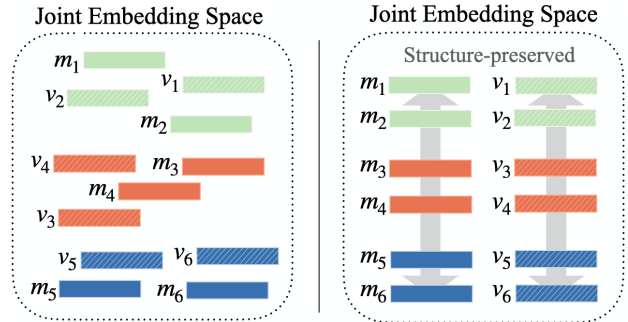 Joint Embedding Space
m1
v1
v2
m2
v4
m3
m4
v3
v5
v6
m5
m6
Joint Embedding Space
Structure-preserved
m1 v1
m2 v2
m3 v3
m4 v4
m5 v5
m6 v6